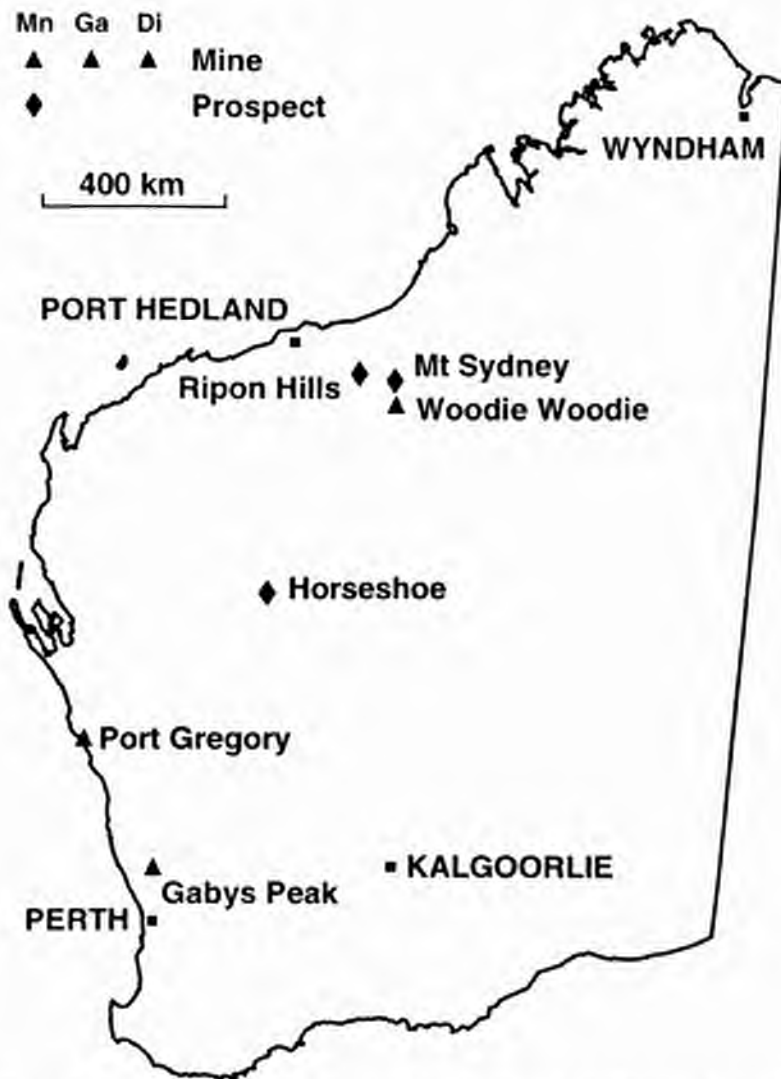 Mn Ga Di
Mine
Prospect
400 km
WYNDHAM
PORT HEDLAND
Mt Sydney
Ripon Hills
Woodie Woodie
Horseshoe
Port Gregory
KALGOORLIE
Gabys Peak
PERTH